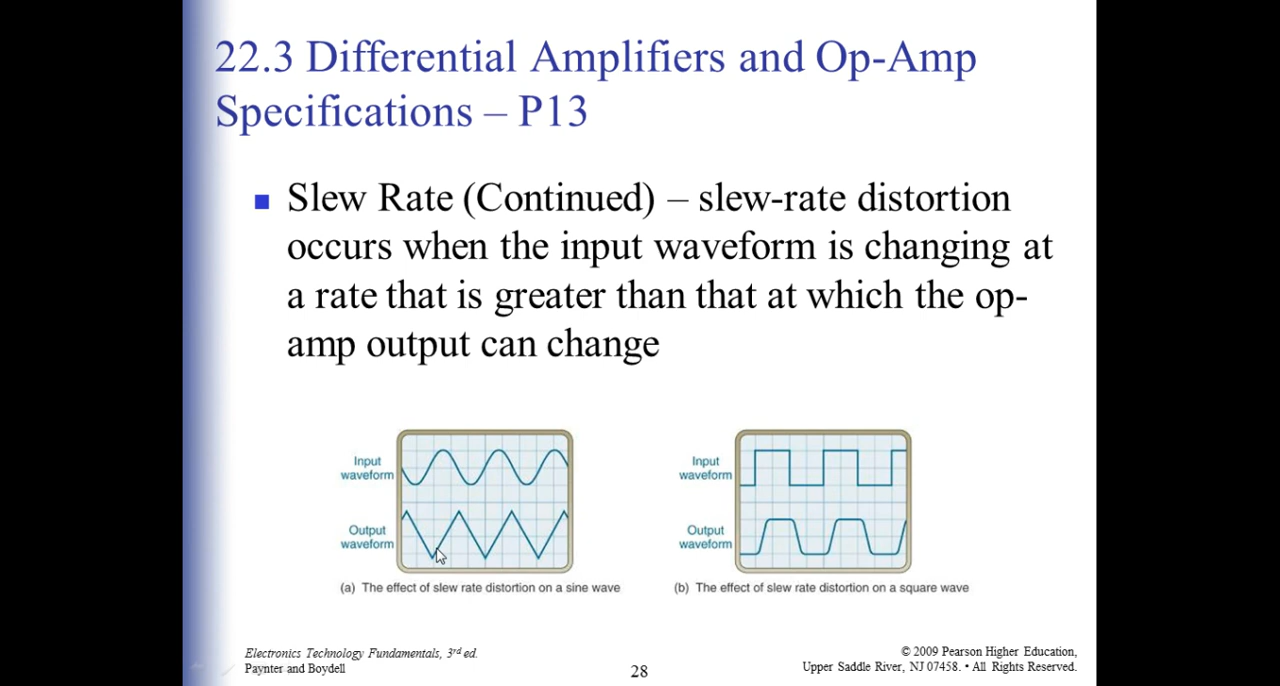 22.3 Differential Amplifiers and Op-Amp
Specifications – P13
Slew Rate (Continued) – slew-rate distortion
occurs when the input waveform is changing at
a rate that is greater than that at which the op-
amp output can change
Input
waveform
Output
waveform
(a) The effect of slew rate distortion on a sine wave
Input
waveform
Output
waveform
(b) The effect of slew rate distortion on a square wave
Electronics Technology Fundamentals, 3rd ed.
Paynter and Boydell
28
© 2009 Pearson Higher Education,
Upper Saddle River, NJ 07458. • All Rights Reserved.